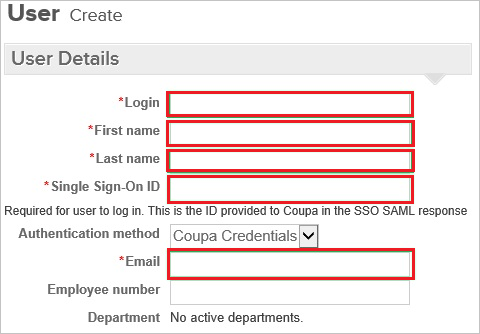 User Create
User Details
*Login
*First name
*Last name
*Single Sign-On ID
Required for user to log in. This is the ID provided to Coupa in the SSO SAML response
Authentication method Coupa Credentials
*Email
Employee number
Department No active departments.